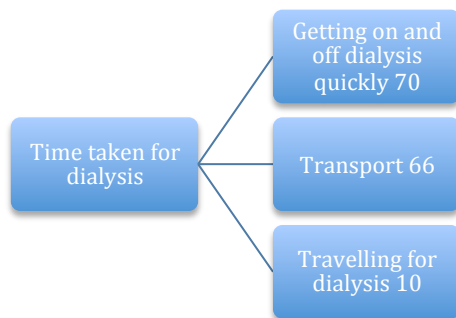 Getting on and
off dialysis
quickly 70
Time taken for
dialysis
Transport 66
Travelling for
dialysis 10